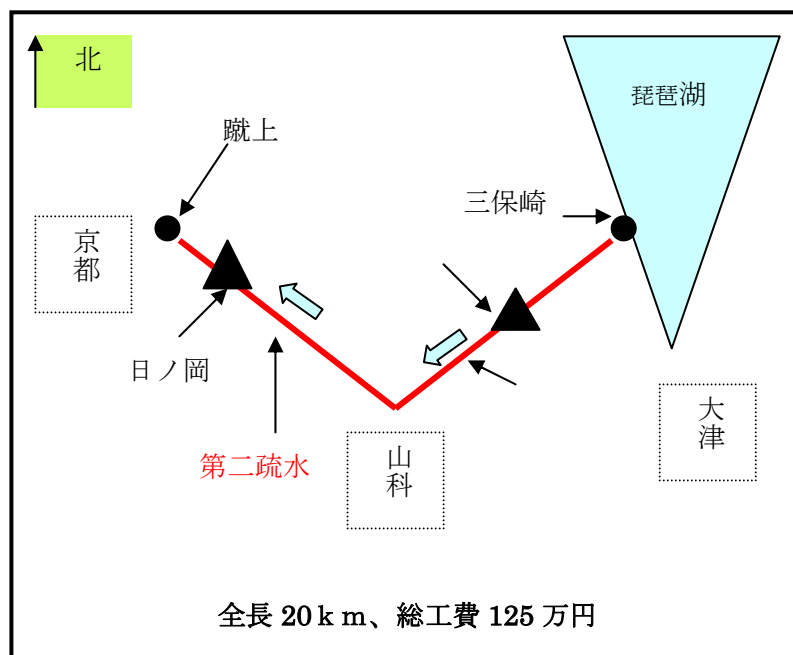 北
琵琶湖
蹴上
三保崎
京都
日ノ岡
大津
第二疏水
山科
全長 20ｋｍ、総工費 125 万円